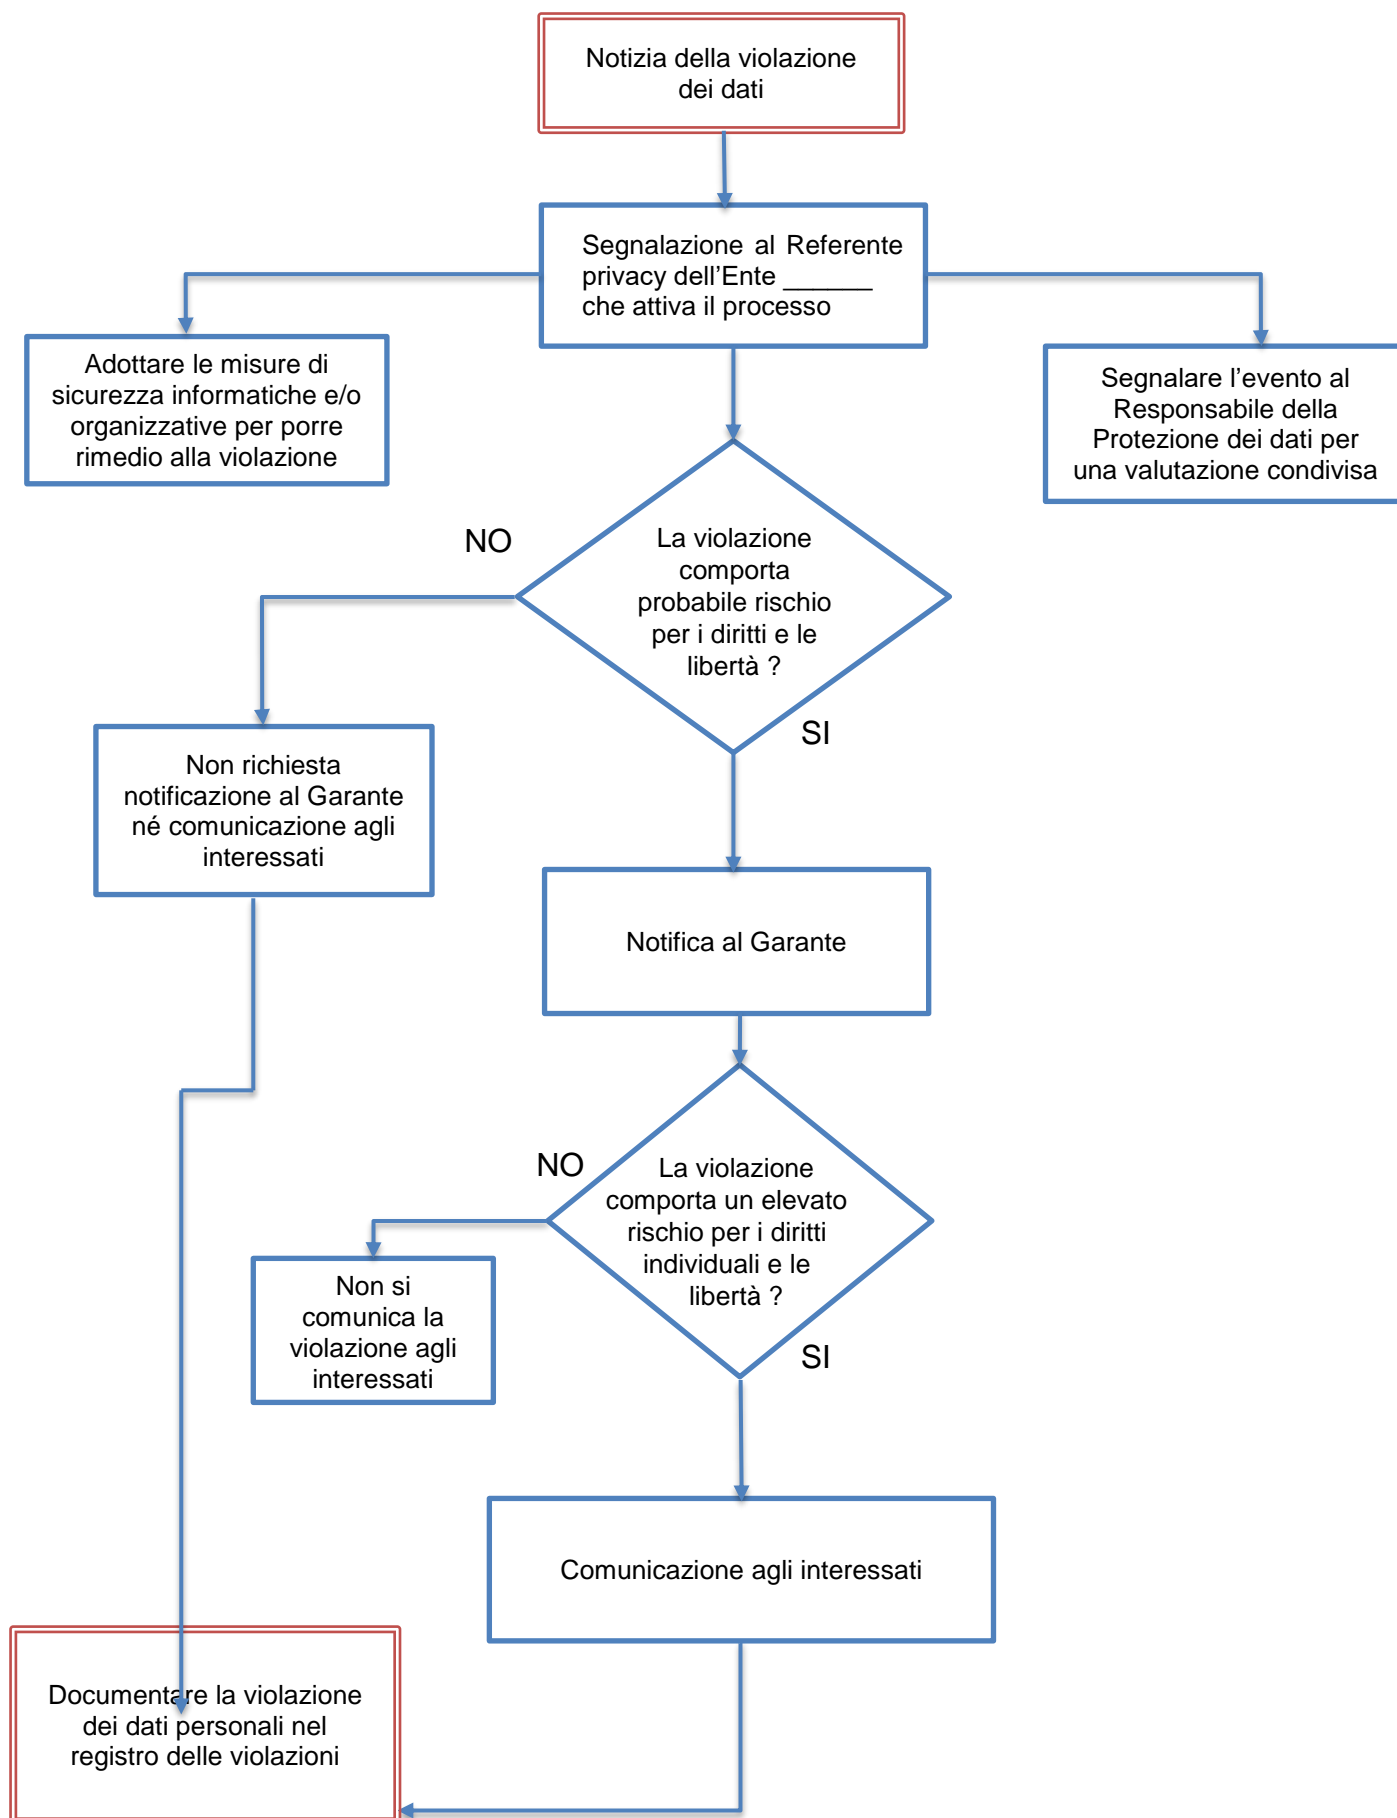 Notizia della violazione
dei dati
Segnalazione al Referente
privacy dell’Ente ______
che attiva il processo
Adottare le misure di
sicurezza informatiche e/o
organizzative per porre
rimedio alla violazione
Segnalare l’evento al
Responsabile della
Protezione dei dati per
una valutazione condivisa
NO
La violazione
comporta
probabile rischio
per i diritti e le
libertà ?
SI
Non richiesta
notificazione al Garante
né comunicazione agli
interessati
Notifica al Garante
NO
La violazione
comporta un elevato
rischio per i diritti
individuali e le
libertà ?
SI
Non si
comunica la
violazione agli
interessati
Comunicazione agli interessati
Documentare la violazione
dei dati personali nel
registro delle violazioni